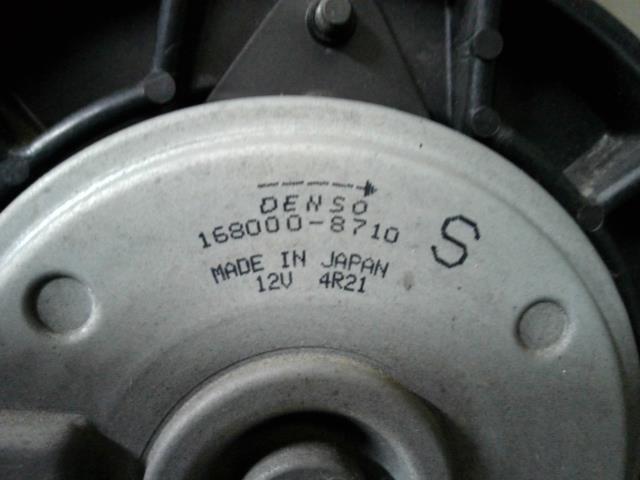 DENSO
168000-8710
S
MADE IN JAPAN
12V 4R21